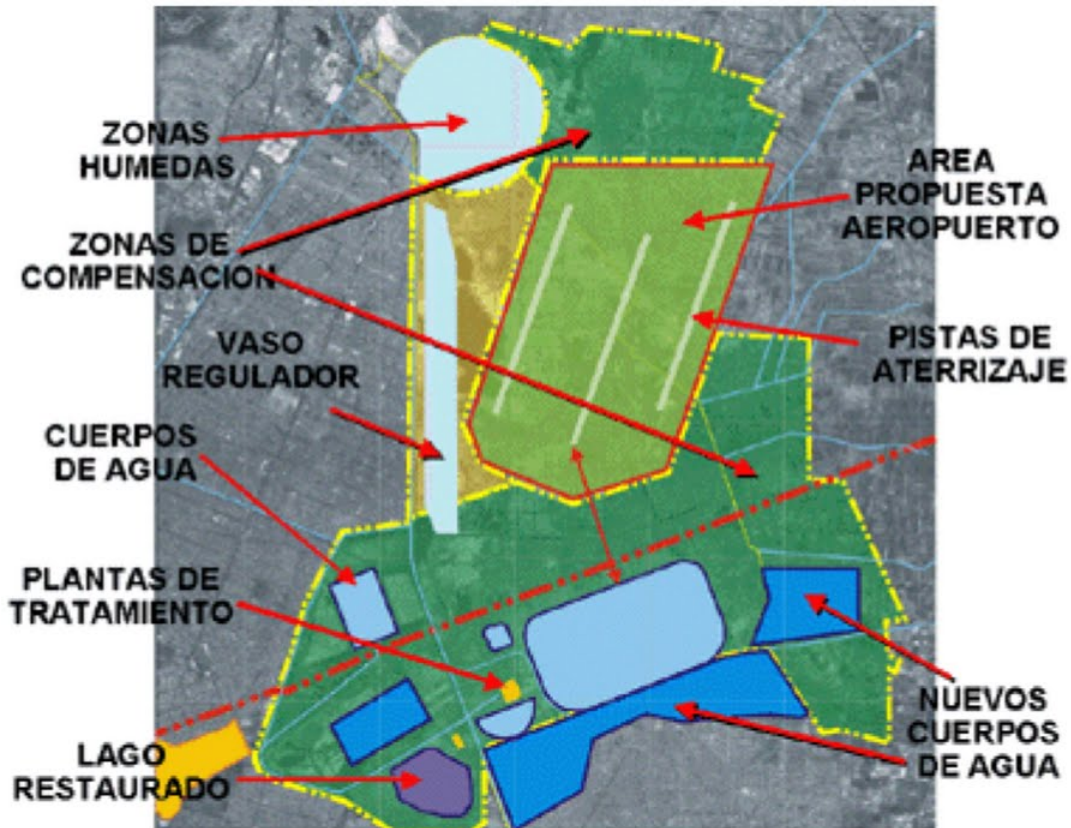 ZONAS
HUMEDAS
ZONAS DE
COMPENSACION
VASO
REGULADOR
CUERPOS
DE AGUA
PLANTAS DE
TRATAMIENTO
LAGO
RESTAURADO
AREA
PROPUESTA
AEROPUERTO
PISTAS DE
ATERRIZAJE
NUEVOS
CUERPOS
DE AGUA